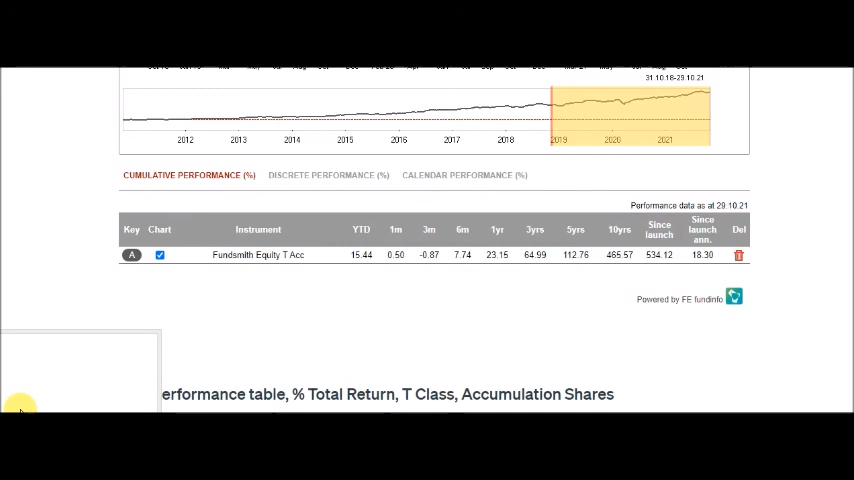 31.10.18-29.10.21
2012 2013 2014 2015 2016 2017 2018 2019 2020 2021
CUMULATIVE PERFORMANCE (%) DISCRETE PERFORMANCE (%) CALENDAR PERFORMANCE (%)
Performance data as at 29.10.21
Key Chart Instrument YTD 1m 3m 6m 1yr 3yrs 5yrs 10yrs Since launch Since launch ann. Del
A Fundsmith Equity T Acc 15.44 0.50 -0.87 7.74 23.15 64.99 112.76 465.57 534.12 18.30
Powered by FE fundinfo
erformance table, % Total Return, T Class, Accumulation Shares